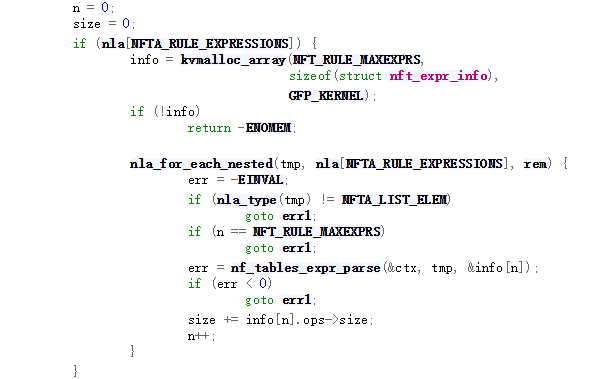 n = 0;
size = 0;
if (nla[NFTA_RULE_EXPRESSIONS]) {
info = kvmalloc_array(NFT_RULE_MAXEXPRS,
sizeof(struct nft_expr_info),
GFP_KERNEL);
if (!info)
return -ENOMEM;
nla_for_each_nested(tmp, nla[NFTA_RULE_EXPRESSIONS], rem) {
err = -EINVAL;
if (nla_type(tmp) != NFTA_LIST_ELEM)
goto err1;
if (n == NFT_RULE_MAXEXPRS)
goto err1;
err = nf_tables_expr_parse(&ctx, tmp, &info[n]);
if (err < 0)
goto err1;
size += info[n].ops->size;
n++;
}
}